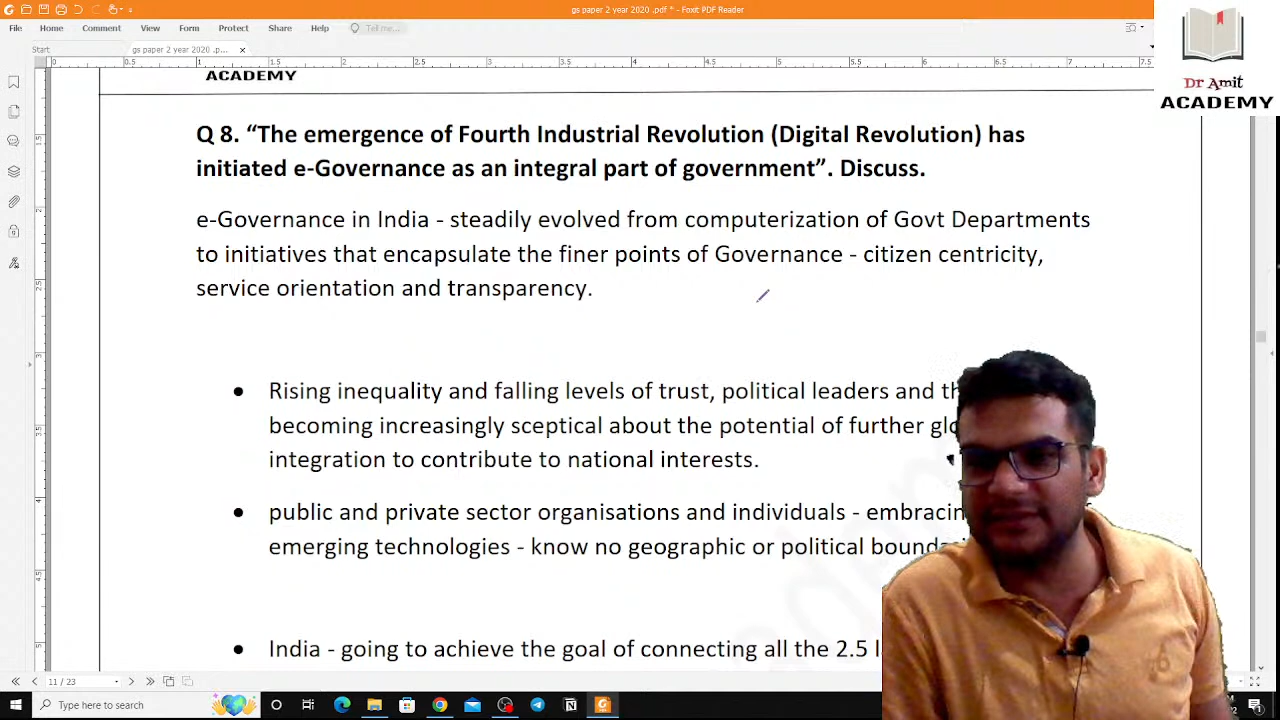 gs paper 2 year 2020 .pdf * - Foxit PDF Reader
File Home Comment View Form Protect Share Help Tell me...
Start gs paper 2 year 2020 .p...
ACADEMY
Dr Amit
ACADEMY
Q 8. “The emergence of Fourth Industrial Revolution (Digital Revolution) has
initiated e-Governance as an integral part of government”. Discuss.
e-Governance in India - steadily evolved from computerization of Govt Departments
to initiatives that encapsulate the finer points of Governance - citizen centricity,
service orientation and transparency.
• Rising inequality and falling levels of trust, political leaders and
becoming increasingly sceptical about the potential of further
integration to contribute to national interests.
• public and private sector organisations and individuals -
emerging technologies - know no geographic or political
• India - going to achieve the goal of connecting all the 2.5
11 / 23
Type here to search